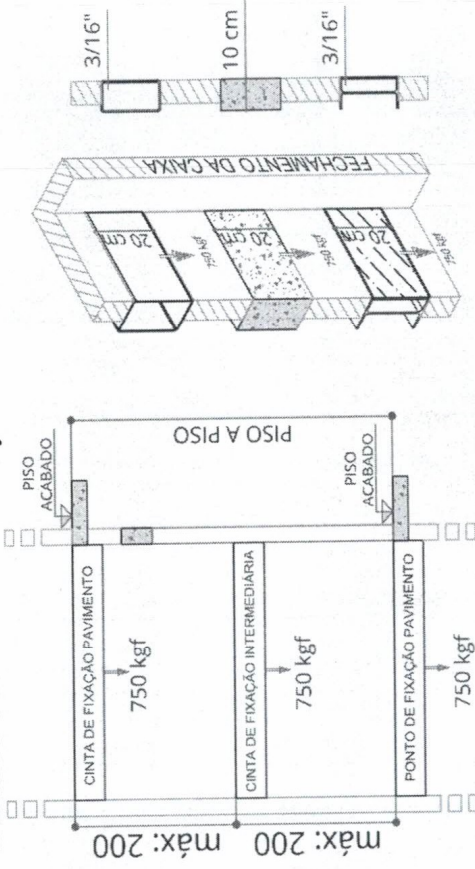 PISO
ACABADO
CINTA DE FIXAÇÃO PAVIMENTO
750 kgf
máx: 200
PISO A PISO
CINTA DE FIXAÇÃO INTERMEDIÁRIA
750 kgf
máx: 200
PISO
ACABADO
PONTO DE FIXAÇÃO PAVIMENTO
750 kgf
FECHAMENTO DA CAIXA
20 cm
750 kgf
20 cm
750 kgf
20 cm
750 kgf
3/16"
10 cm
3/16"